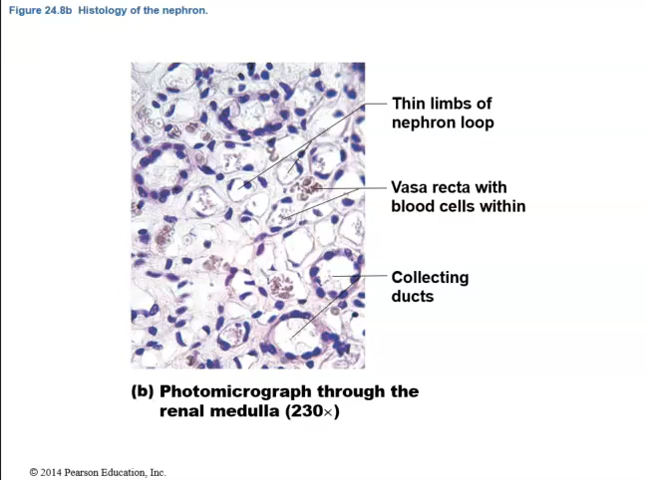 Figure 24.8b Histology of the nephron.
Thin limbs of
nephron loop
Vasa recta with
blood cells within
Collecting
ducts
(b) Photomicrograph through the
renal medulla (230×)
© 2014 Pearson Education, Inc.